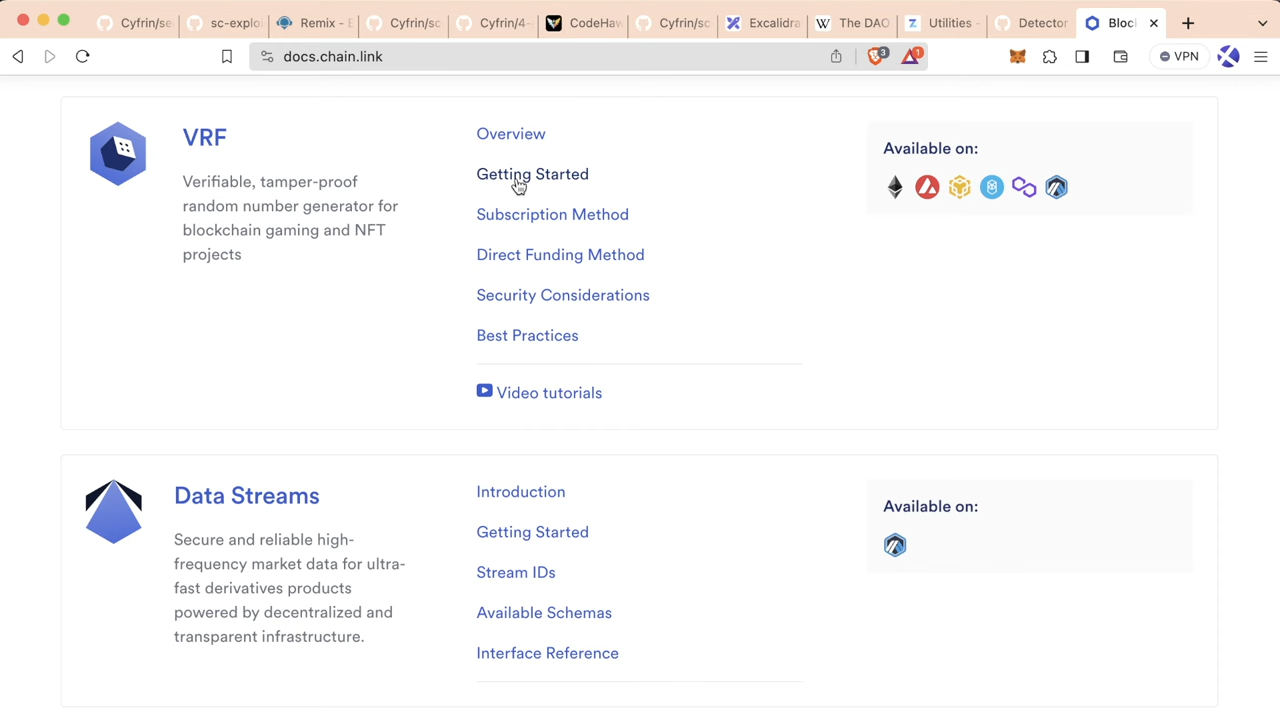 Cyfrin/se
sc-exploi
Remix - E
Cyfrin/sc
Cyfrin/4-
CodeHaw
Cyfrin/sc
Excalidra
The DAO
Utilities -
Detector
Bloc
docs.chain.link
3
1
VPN
VRF
Verifiable, tamper-proof
random number generator for
blockchain gaming and NFT
projects
Overview
Getting Started
Subscription Method
Direct Funding Method
Security Considerations
Best Practices
Video tutorials
Available on:
Data Streams
Secure and reliable high-
frequency market data for ultra-
fast derivatives products
powered by decentralized and
transparent infrastructure.
Introduction
Getting Started
Stream IDs
Available Schemas
Interface Reference
Available on: